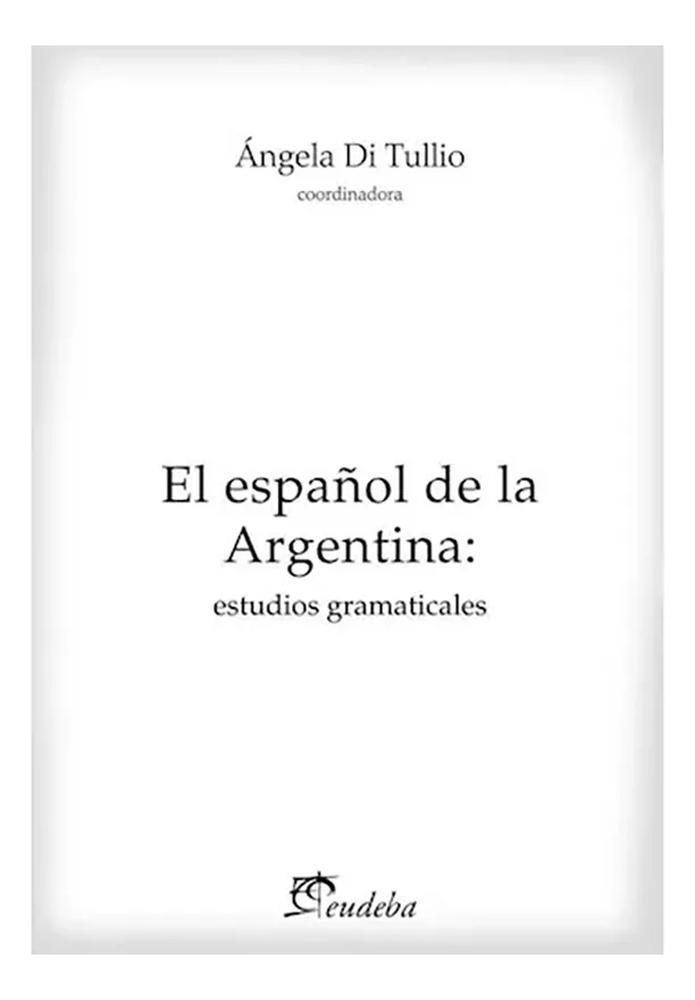 Ángela Di Tullio
coordinadora
El español de la
Argentina:
estudios gramaticales
eudeba